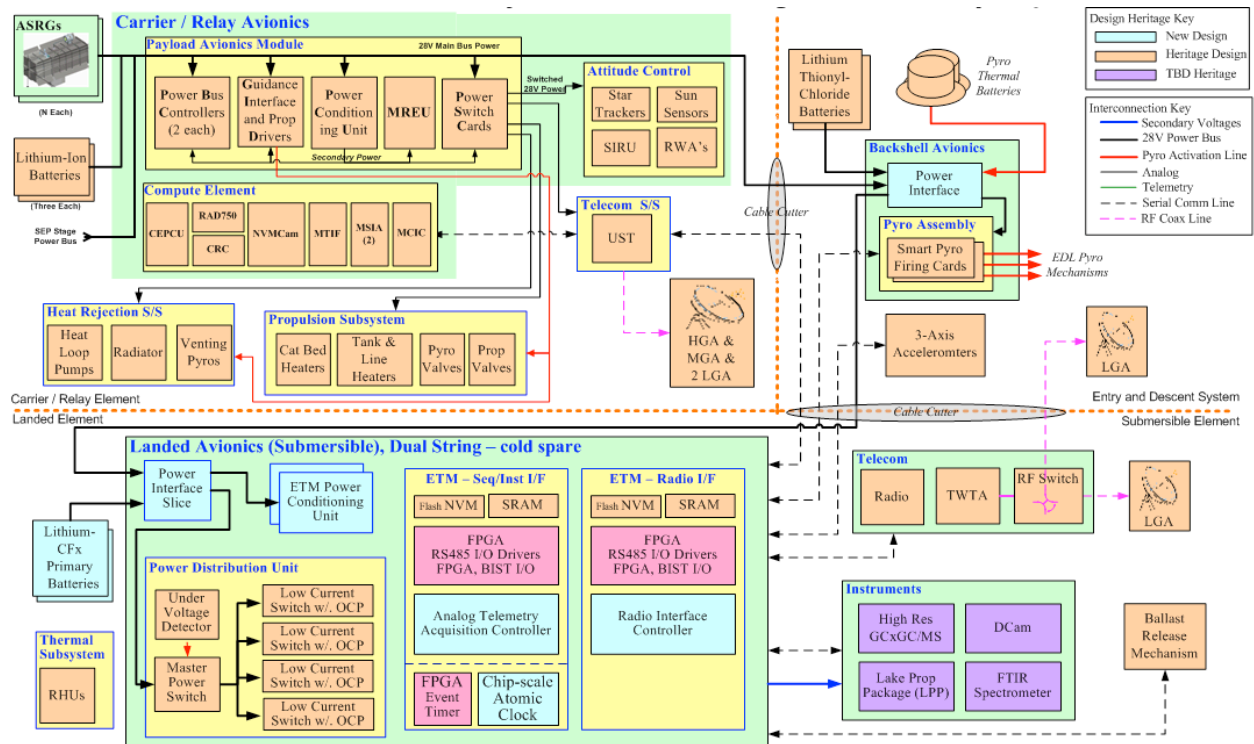 ASRGs
(N Each)
Lithium-Ion
Batteries
(Three Each)
SEP Stage
Power Bus
Carrier / Relay Avionics
Payload Avionics Module
28V Main Bus Power
Power Bus
Controllers
(2 each)
Guidance
Interface
and Prop
Drivers
Power
Condition
ing Unit
MREU
Power
Switch
Cards
Secondary Power
Switched
28V Power
Attitude Control
Star
Trackers
Sun
Sensors
SIRU
RWA's
Compute Element
CEPCU
RAD750
CRC
NVMCam
MTIF
MSIA
(2)
MCIC
Telecom S/S
UST
HGA &
MGA &
2 LGA
Heat Rejection S/S
Heat
Loop
Pumps
Radiator
Venting
Pyros
Propulsion Subsystem
Cat Bed
Heaters
Tank &
Line
Heaters
Pyro
Valves
Prop
Valves
Carrier / Relay Element
Landed Element
Lithium
Thionyl-
Chloride
Batteries
Pyro
Thermal
Batteries
Cable Cutter
Backshell Avionics
Power
Interface
Pyro Assembly
Smart Pyro
Firing Cards
EDL Pyro
Mechanisms
3-Axis
Acceleromters
LGA
Design Heritage Key
New Design
Heritage Design
TBD Heritage
Interconnection Key
Secondary Voltages
28V Power Bus
Pyro Activation Line
Analog
Telemetry
Serial Comm Line
RF Coax Line
Cable Cutter
Entry and Descent System
Submersible Element
Landed Avionics (Submersible), Dual String – cold spare
Power
Interface
Slice
ETM Power
Conditioning
Unit
Lithium-
CFx
Primary
Batteries
Thermal
Subsystem
RHUs
Power Distribution Unit
Under
Voltage
Detector
Master
Power
Switch
Low Current
Switch w/. OCP
Low Current
Switch w/. OCP
Low Current
Switch w/. OCP
Low Current
Switch w/. OCP
ETM – Seq/Inst I/F
Flash NVM
SRAM
FPGA
RS485 I/O Drivers
FPGA, BIST I/O
Analog Telemetry
Acquisition Controller
FPGA
Event
Timer
Chip-scale
Atomic
Clock
ETM – Radio I/F
Flash NVM
SRAM
FPGA
RS485 I/O Drivers
FPGA, BIST I/O
Radio Interface
Controller
Telecom
Radio
TWTA
RF Switch
LGA
Instruments
High Res
GCxGC/MS
DCam
Lake Prop
Package (LPP)
FTIR
Spectrometer
Ballast
Release
Mechanism